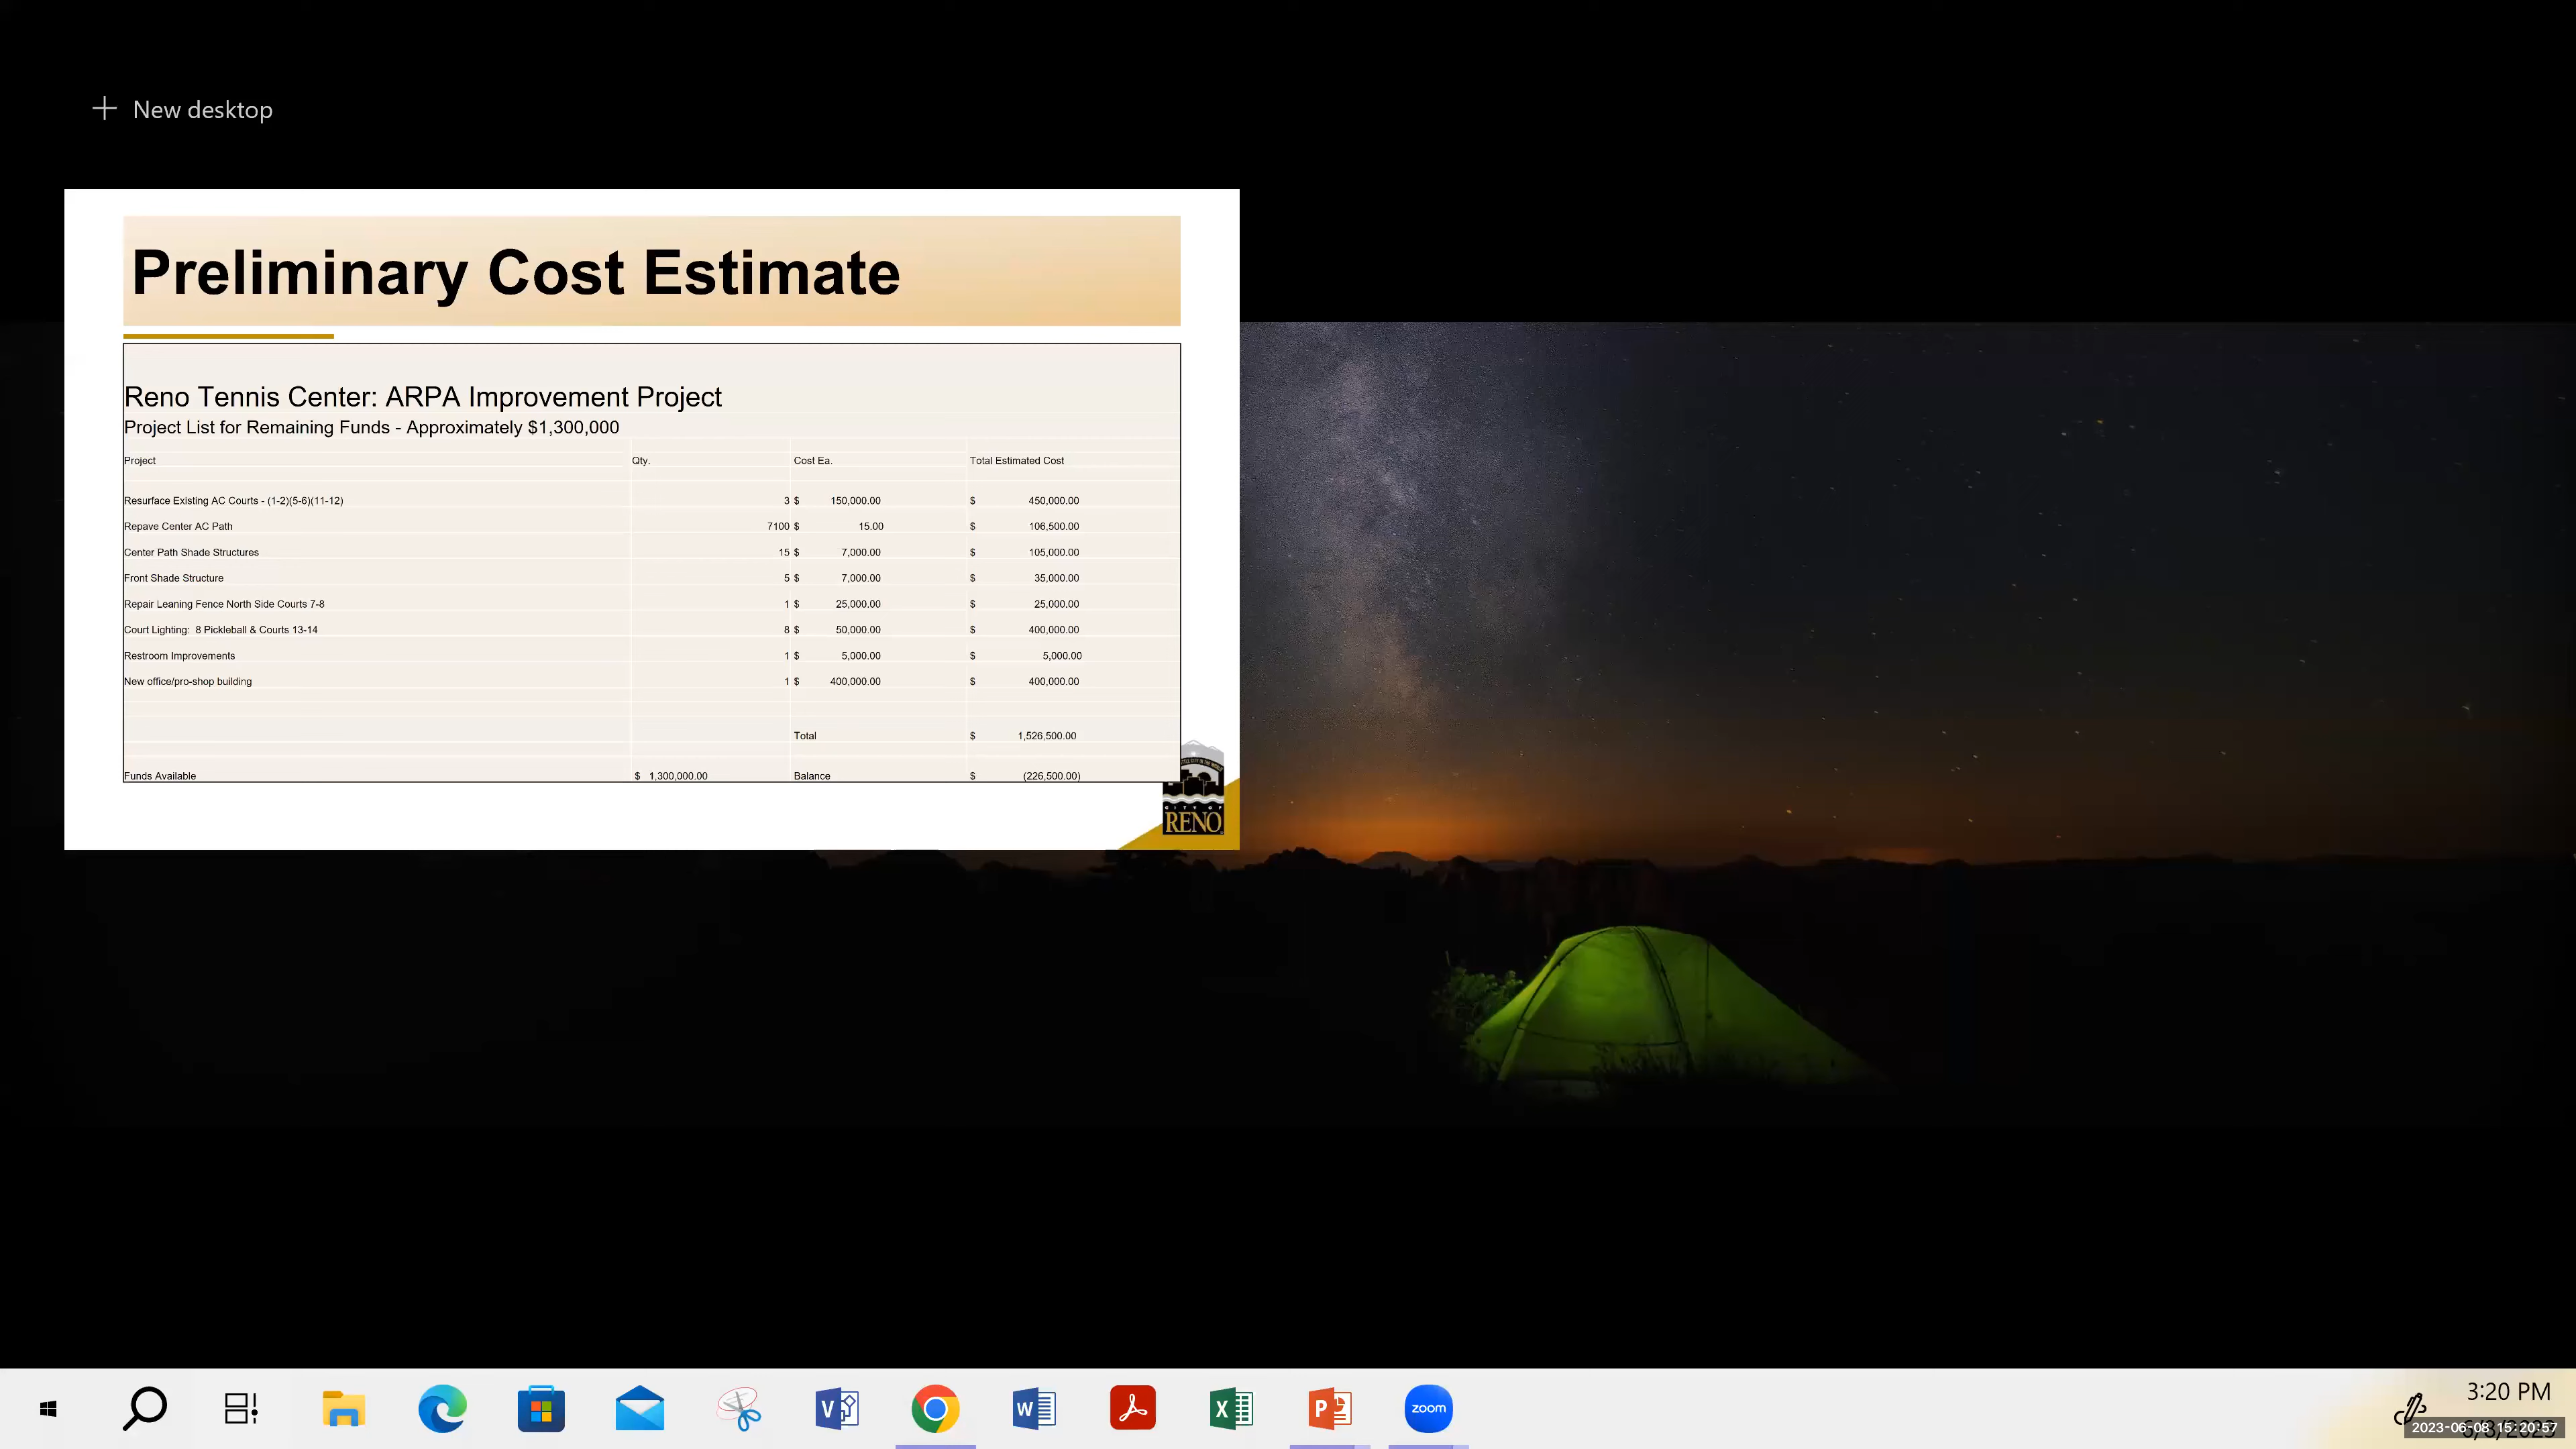 New desktop
Preliminary Cost Estimate
Reno Tennis Center: ARPA Improvement Project
Project List for Remaining Funds - Approximately $1,300,000
Project Qty. Cost Ea. Total Estimated Cost
Resurface Existing AC Courts - (1-2)(5-6)(11-12) 3 $ 150,000.00 $ 450,000.00
Repave Center AC Path 7100 $ 15.00 $ 106,500.00
Center Path Shade Structures 15 $ 7,000.00 $ 105,000.00
Front Shade Structure 5 $ 7,000.00 $ 35,000.00
Repair Leaning Fence North Side Courts 7-8 1 $ 25,000.00 $ 25,000.00
Court Lighting: 8 Pickleball & Courts 13-14 8 $ 50,000.00 $ 400,000.00
Restroom Improvements 1 $ 5,000.00 $ 5,000.00
New office/pro-shop building 1 $ 400,000.00 $ 400,000.00
Total $ 1,526,500.00
Funds Available $ 1,300,000.00 Balance $ (226,500.00)
CITY OF
RENO
V
W
X
P
zoom
3:20 PM
2023-06-08 15:20:57